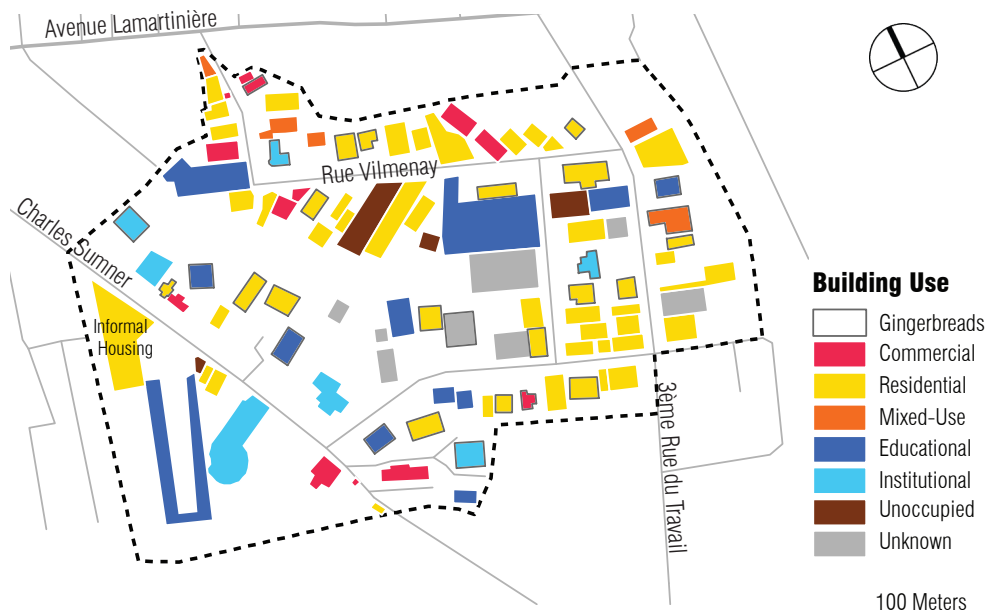 Avenue Lamartinière
Rue Vilmenay
Charles Sumner
Informal
Housing
3ème Rue du Travail
Building Use
Gingerbreads
Commercial
Residential
Mixed-Use
Educational
Institutional
Unoccupied
Unknown
100 Meters